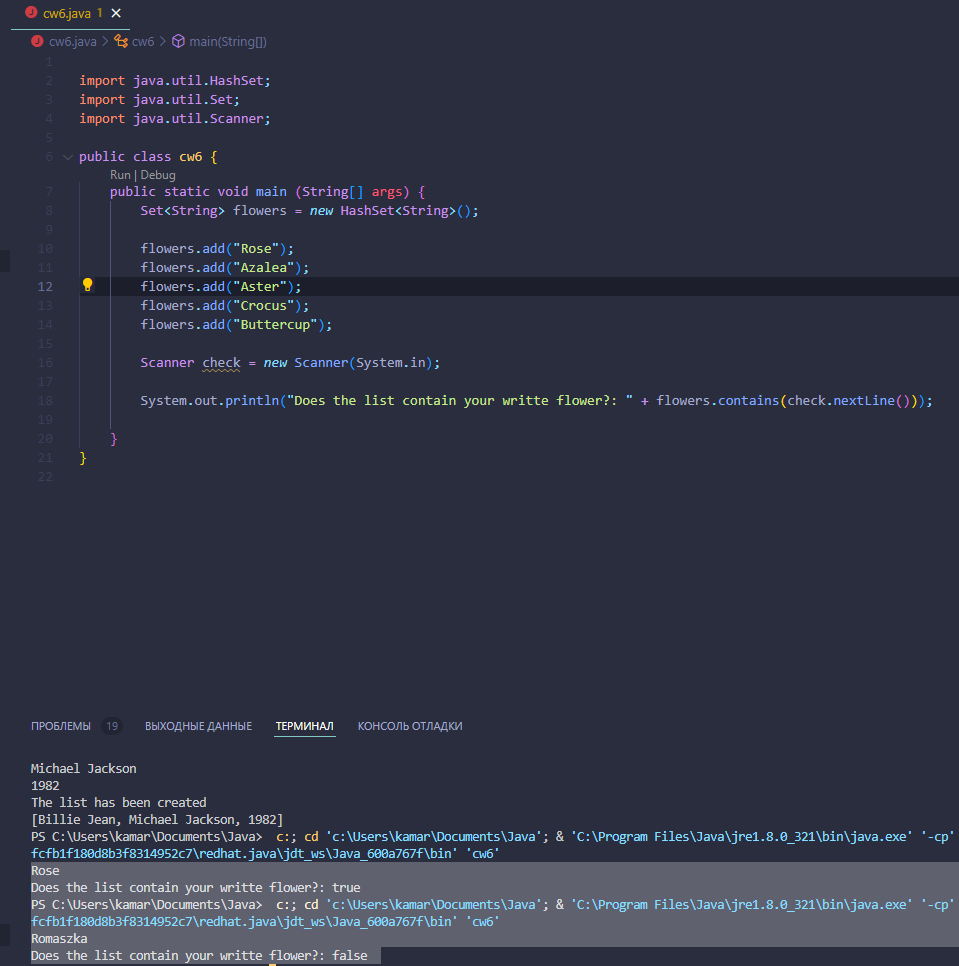 cw6.java 1 ×
cw6.java > cw6 > main(String[])
1
2 import java.util.HashSet;
3 import java.util.Set;
4 import java.util.Scanner;
5
6 public class cw6 {
Run | Debug
7 public static void main (String[] args) {
8 Set<String> flowers = new HashSet<String>();
9
10 flowers.add("Rose");
11 flowers.add("Azalea");
12 flowers.add("Aster");
13 flowers.add("Crocus");
14 flowers.add("Buttercup");
15
16 Scanner check = new Scanner(System.in);
17
18 System.out.println("Does the list contain your writte flower?: " + flowers.contains(check.nextLine()));
19
20 }
21 }
22
ПРОБЛЕМЫ 19 ВЫХОДНЫЕ ДАННЫЕ ТЕРМИНАЛ КОНСОЛЬ ОТЛАДКИ
Michael Jackson
1982
The list has been created
[Billie Jean, Michael Jackson, 1982]
PS C:\Users\kamar\Documents\Java> c:; cd 'c:\Users\kamar\Documents\Java'; & 'C:\Program Files\Java\jre1.8.0_321\bin\java.exe' '-cp'
fcfb1f180d8b3f8314952c7\redhat.java\jdt_ws\Java_600a767f\bin' 'cw6'
Rose
Does the list contain your writte flower?: true
PS C:\Users\kamar\Documents\Java> c:; cd 'c:\Users\kamar\Documents\Java'; & 'C:\Program Files\Java\jre1.8.0_321\bin\java.exe' '-cp'
fcfb1f180d8b3f8314952c7\redhat.java\jdt_ws\Java_600a767f\bin' 'cw6'
Romaszka
Does the list contain your writte flower?: false